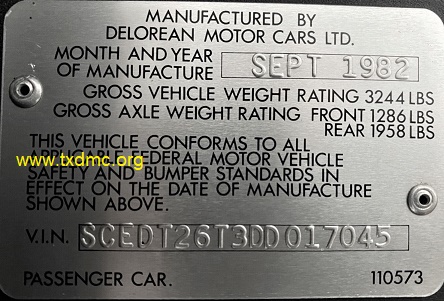 MANUFACTURED BY
DELOREAN MOTOR CARS LTD.
MONTH AND YEAR
OF MANUFACTURE SEPT 1982
GROSS VEHICLE WEIGHT RATING 3244 LBS
GROSS AXLE WEIGHT RATING FRONT 1286 LBS
REAR 1958 LBS
THIS VEHICLE CONFORMS TO ALL
www.txdmc.org
APPLICABLE FEDERAL MOTOR VEHICLE
SAFETY AND BUMPER STANDARDS IN
EFFECT ON THE DATE OF MANUFACTURE
SHOWN ABOVE.
V.I.N. SCEDT26T3DD017045
PASSENGER CAR. 110573